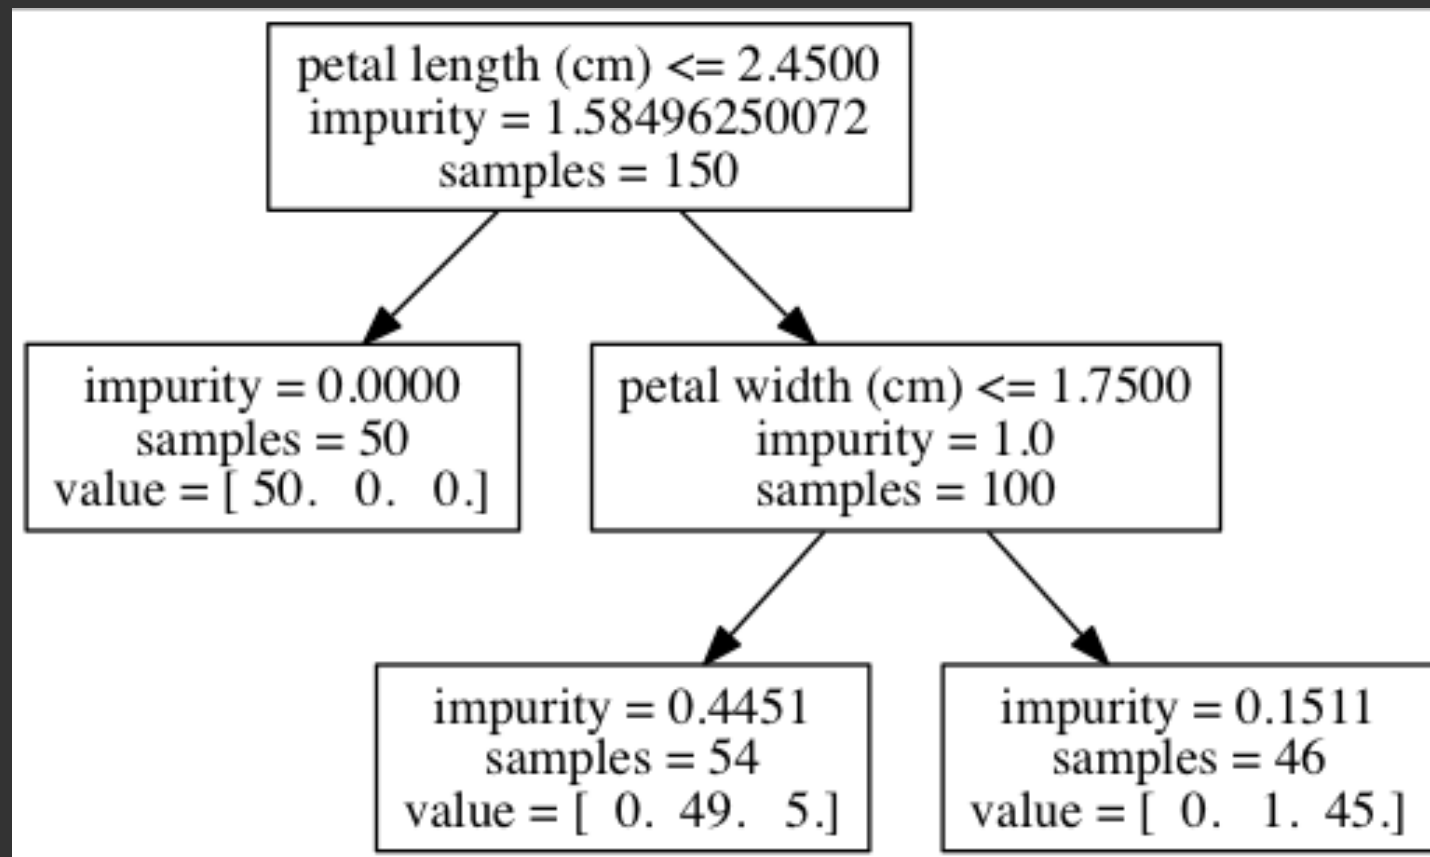 petal length (cm) <= 2.4500
impurity = 1.58496250072
samples = 150
impurity = 0.0000
samples = 50
value = [ 50.   0.   0.]
petal width (cm) <= 1.7500
impurity = 1.0
samples = 100
impurity = 0.4451
samples = 54
value = [  0.  49.   5.]
impurity = 0.1511
samples = 46
value = [  0.   1.  45.]